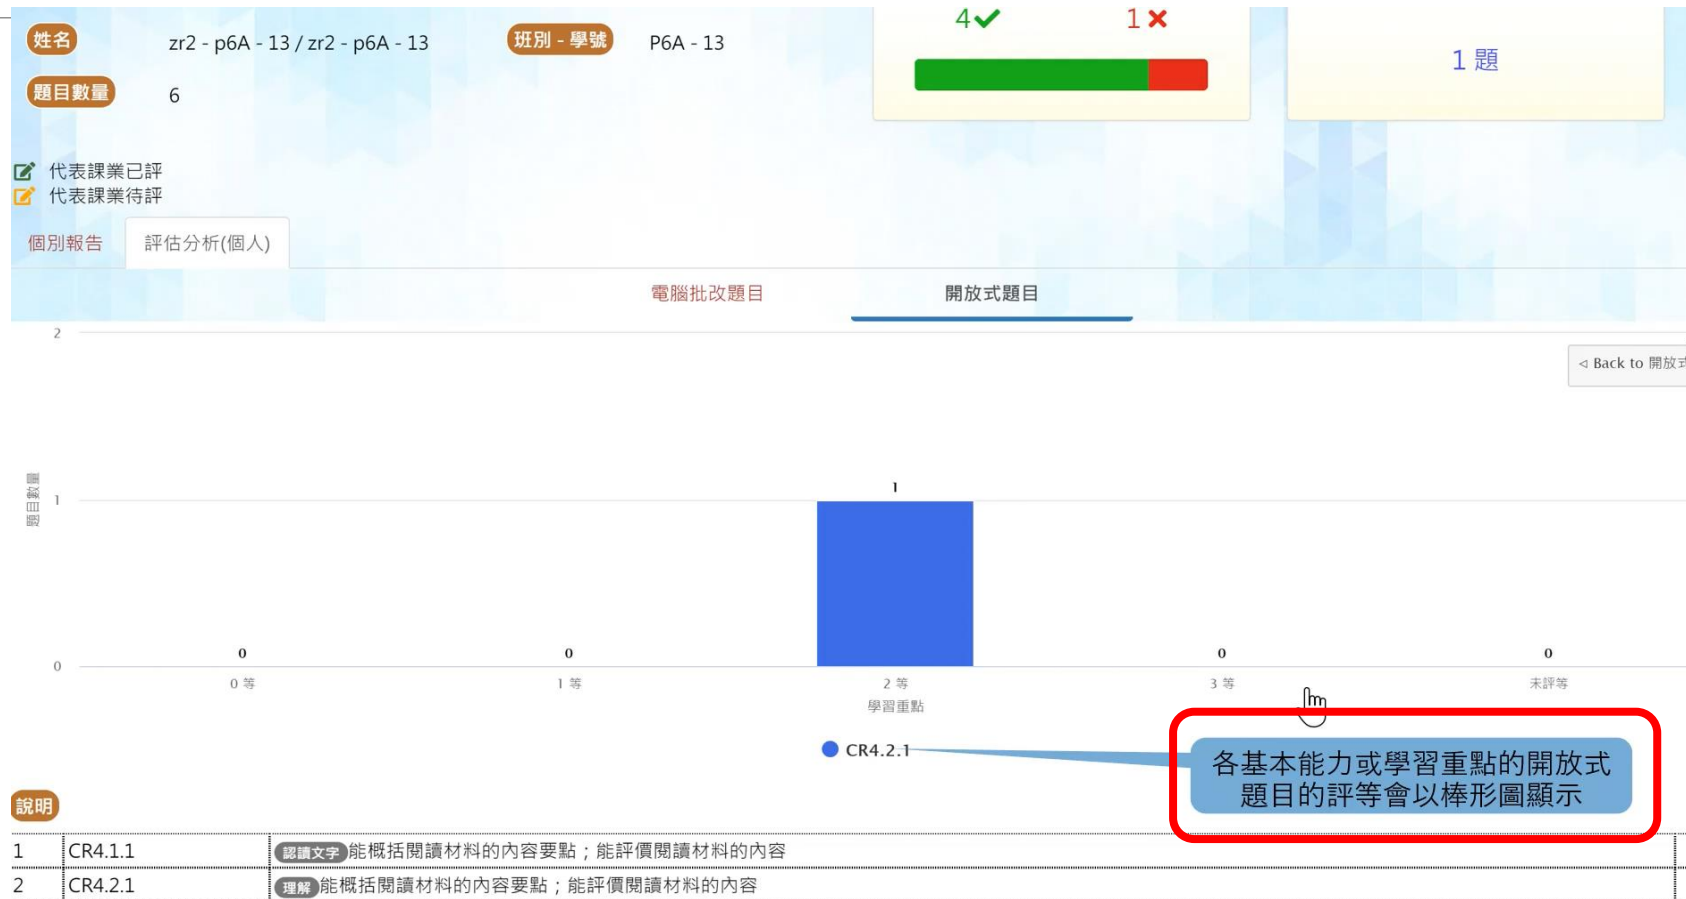 姓名 zr2 - p6A - 13 / zr2 - p6A - 13 班別 - 學號 P6A - 13
4 1
1 題
題目數量 6
代表課業已評
代表課業待評
個別報告 評估分析(個人)
電腦批改題目 開放式題目
2
◁ Back to 開放式
題目數量
1
1
0 0 0 0
0
0 等 1 等 2 等 3 等 未評等
學習重點
CR4.2.1
各基本能力或學習重點的開放式
題目的評等會以棒形圖顯示
說明
1 CR4.1.1 認讀文字 能概括閱讀材料的內容要點；能評價閱讀材料的內容
2 CR4.2.1 理解 能概括閱讀材料的內容要點；能評價閱讀材料的內容